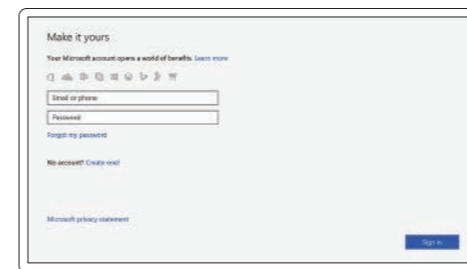 Make it yours
Your Microsoft account opens a world of benefits. Learn more
Email or phone
Password
Forgot my password
No account? Create one!
Microsoft privacy statement
Sign in